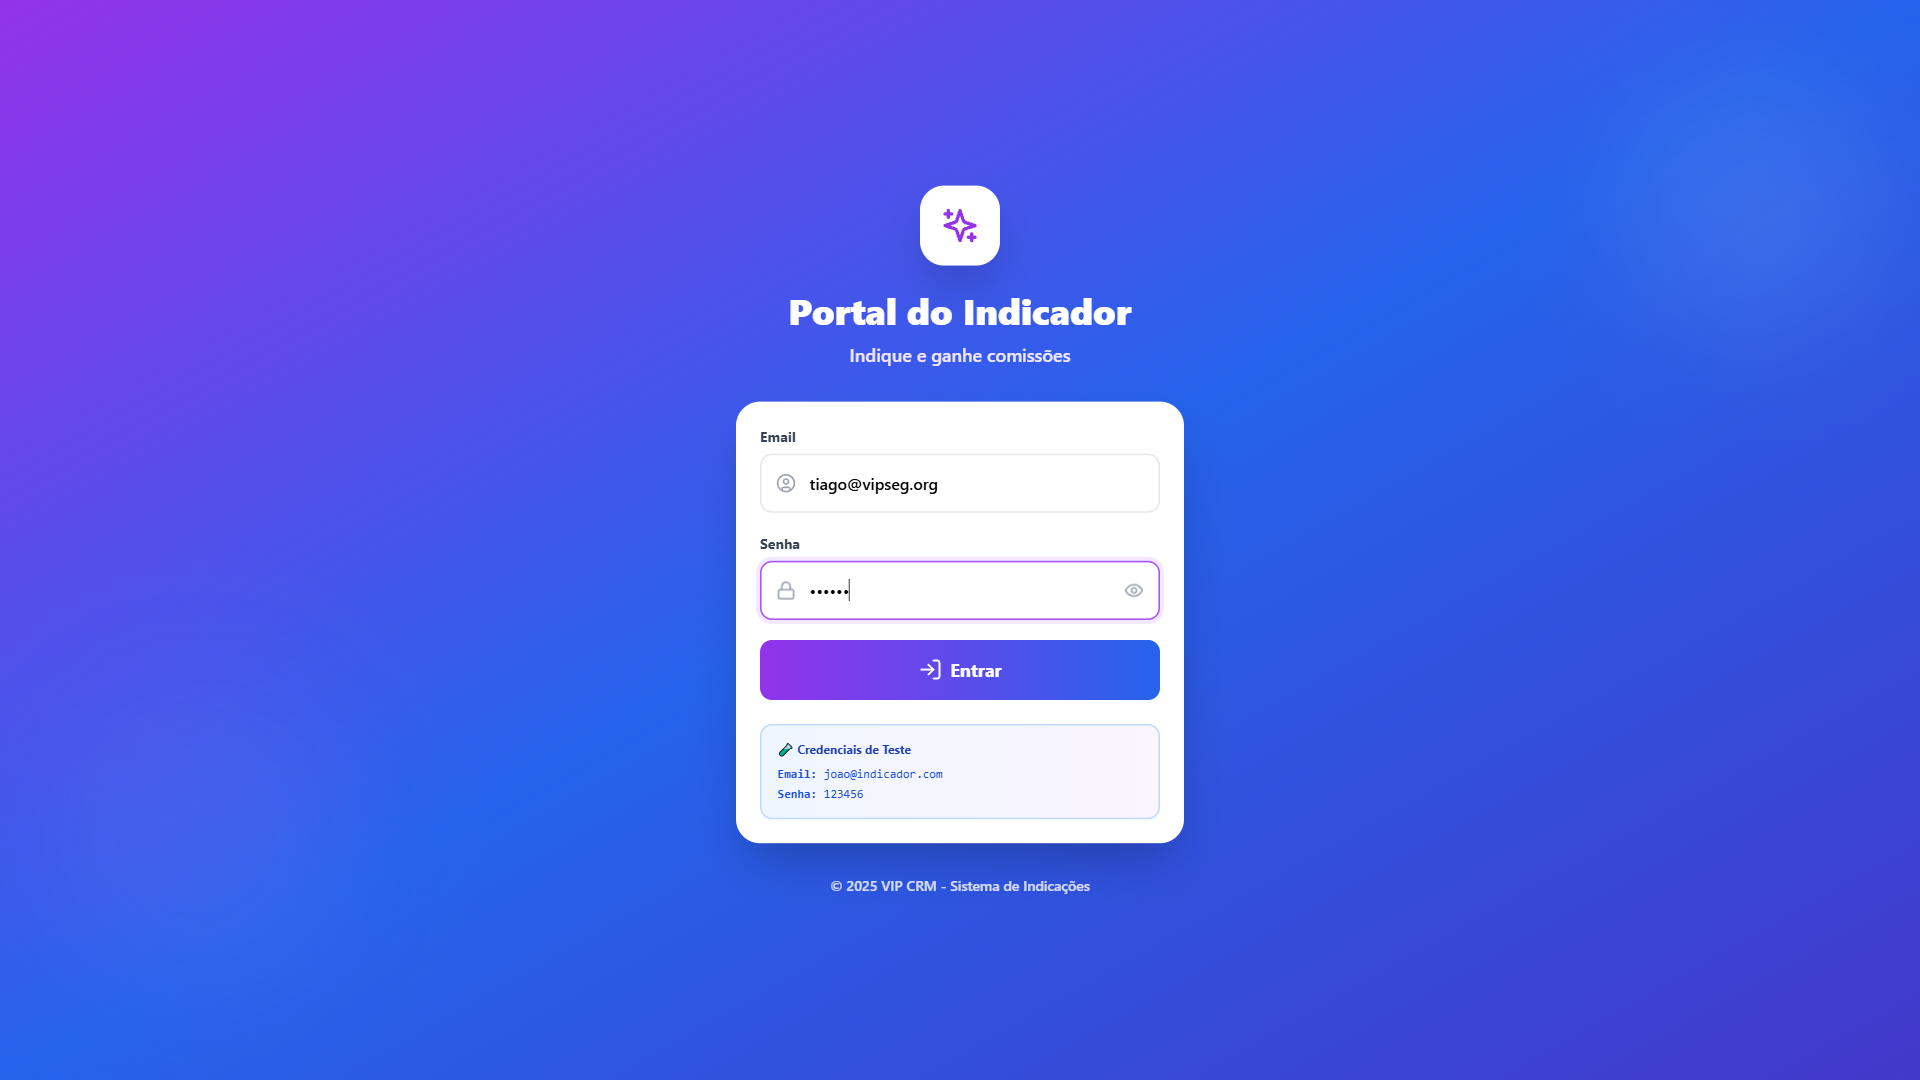 Portal do Indicador
Indique e ganhe comissões
Email
tiago@vipseg.org
Senha
••••••
Entrar
Credenciais de Teste
Email: joao@indicador.com
Senha: 123456
© 2025 VIP CRM - Sistema de Indicações